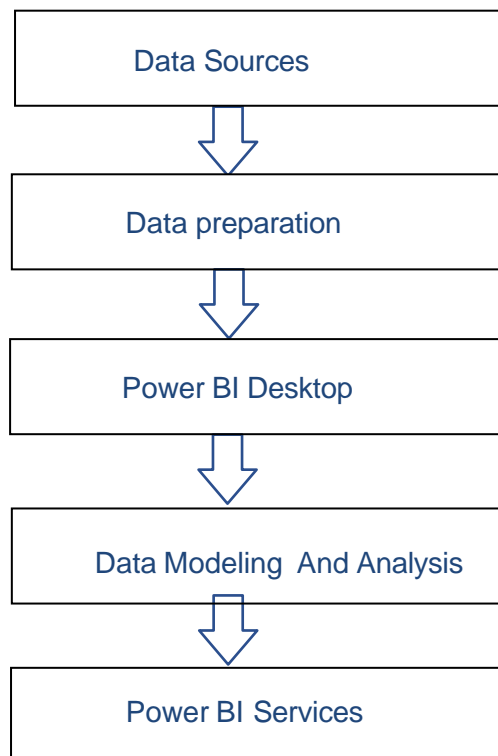 Data Sources
Data preparation
Power BI Desktop
Data Modeling And Analysis
Power BI Services